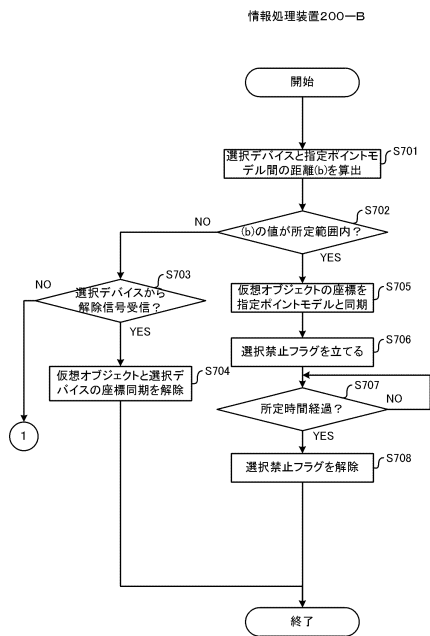 情報処理装置200ーB
開始
S701
選択デバイスと指定ポイントモ
デル間の距離(b)を算出
S702
(b)の値が所定範囲内？
NO
YES
S703
選択デバイスから
解除信号受信？
NO
YES
S705
仮想オブジェクトの座標を
指定ポイントモデルと同期
S706
選択禁止フラグを立てる
S704
仮想オブジェクトと選択デ
バイスの座標同期を解除
S707
所定時間経過？
NO
YES
1
S708
選択禁止フラグを解除
終了